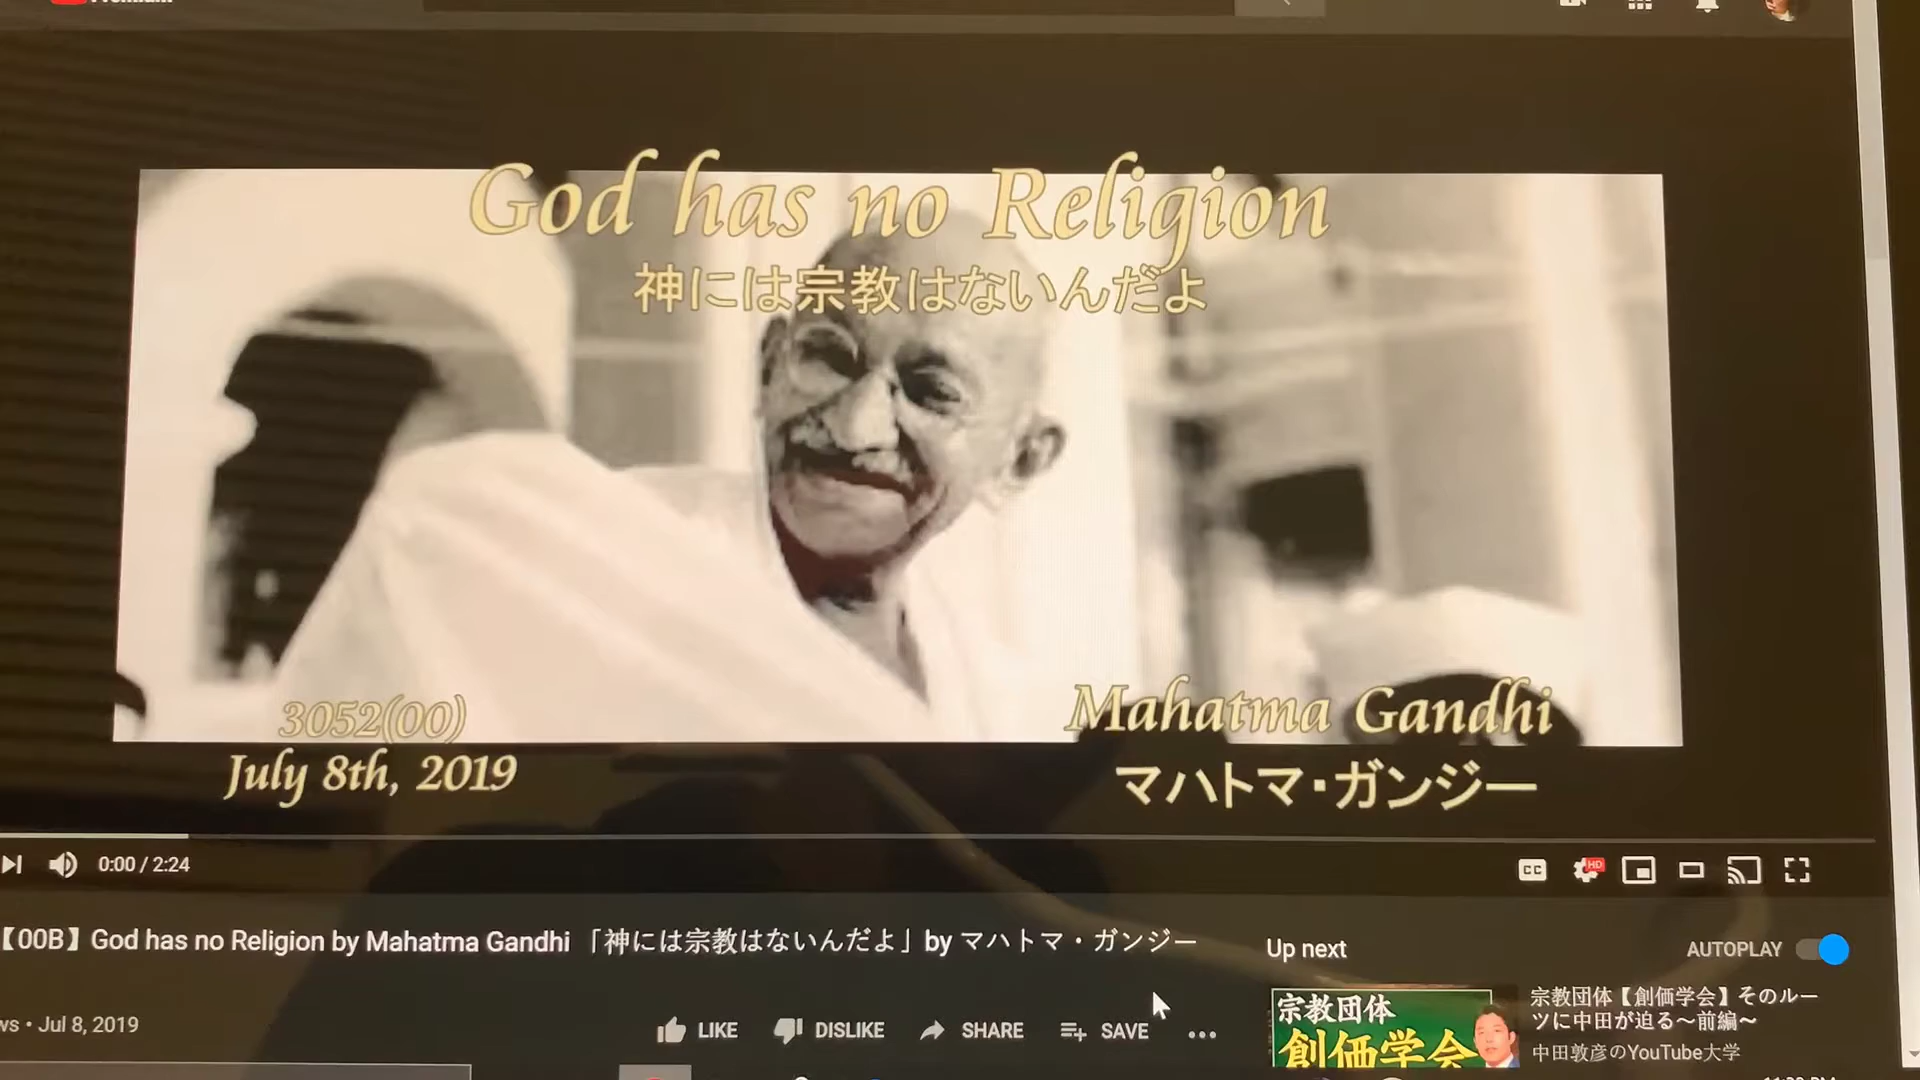 Premium
God has no Religion
神には宗教はないんだよ
3052(00)
July 8th, 2019
Mahatma Gandhi
マハトマ・ガンジー
0:00 / 2:24
CC
HD
【00B】God has no Religion by Mahatma Gandhi 「神には宗教はないんだよ」by マハトマ・ガンジー
ws • Jul 8, 2019
LIKE
DISLIKE
SHARE
SAVE
Up next
AUTOPLAY
宗教団体
創価学会
宗教団体【創価学会】そのルー
ツに中田が迫る～前編～
中田敦彦のYouTube大学